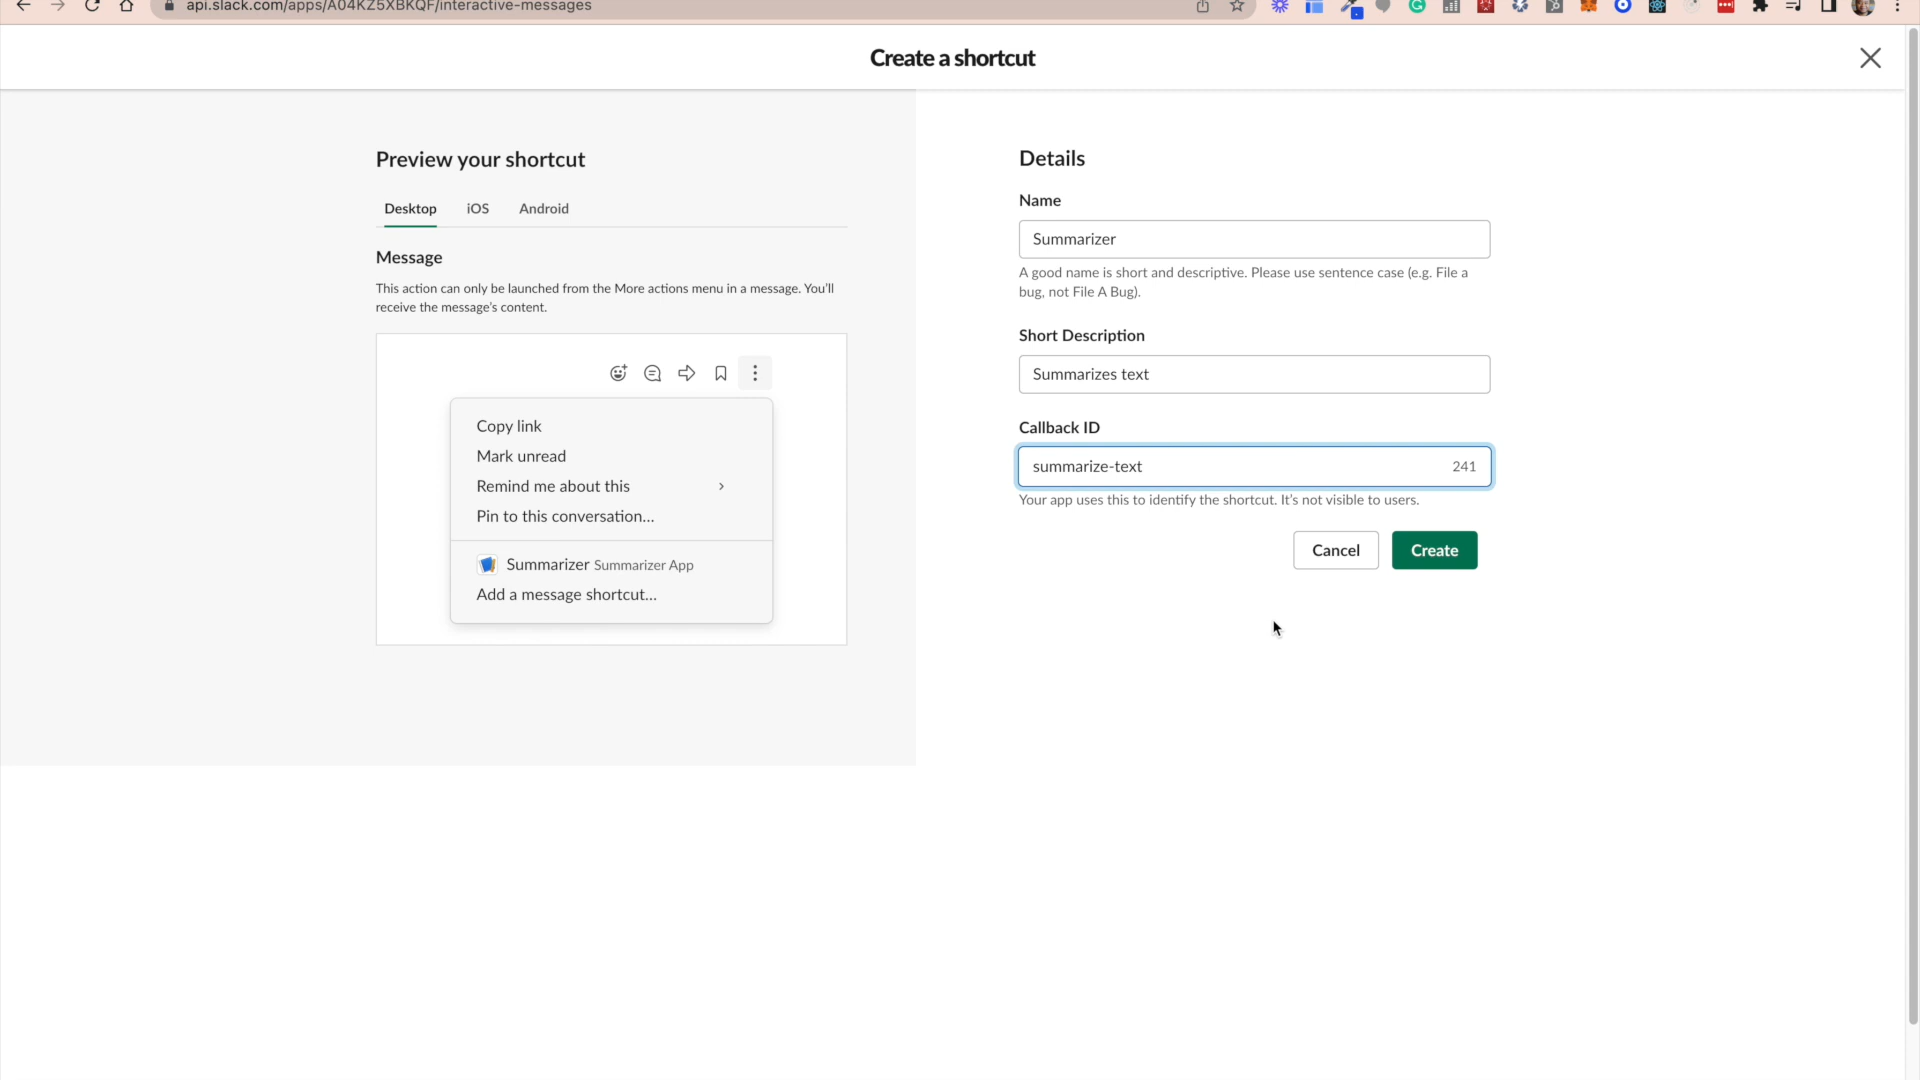 api.slack.com/apps/A04KZ5XBKQF/interactive-messages
Create a shortcut
Preview your shortcut
Desktop iOS Android
Message
This action can only be launched from the More actions menu in a message. You’ll
receive the message’s content.
Copy link
Mark unread
Remind me about this
Pin to this conversation...
Summarizer Summarizer App
Add a message shortcut...
Details
Name
Summarizer
A good name is short and descriptive. Please use sentence case (e.g. File a
bug, not File A Bug).
Short Description
Summarizes text
Callback ID
summarize-text 241
Your app uses this to identify the shortcut. It’s not visible to users.
Cancel Create